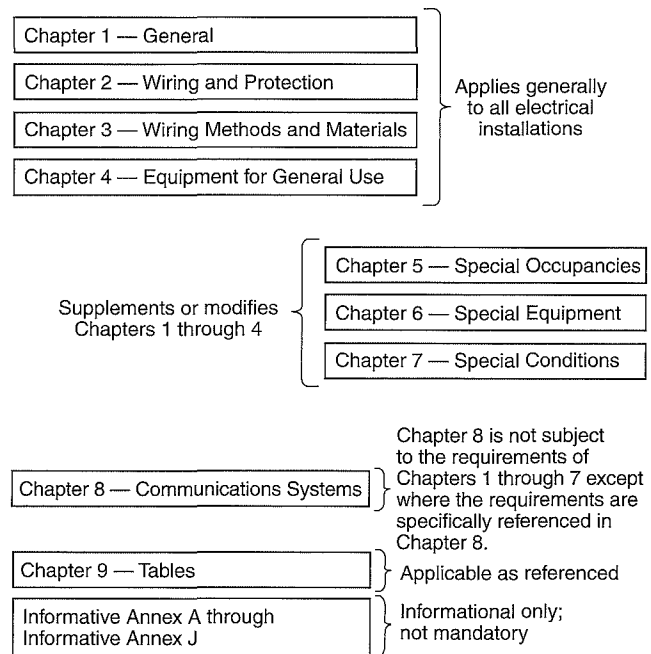 Chapter 1 — General
Chapter 2 — Wiring and Protection
Chapter 3 — Wiring Methods and Materials
Chapter 4 — Equipment for General Use
Applies generally
to all electrical
installations
Supplements or modifies
Chapters 1 through 4
Chapter 5 — Special Occupancies
Chapter 6 — Special Equipment
Chapter 7 — Special Conditions
Chapter 8 — Communications Systems
Chapter 8 is not subject
to the requirements of
Chapters 1 through 7 except
where the requirements are
specifically referenced in
Chapter 8.
Chapter 9 — Tables
Applicable as referenced
Informative Annex A through
Informative Annex J
Informational only;
not mandatory